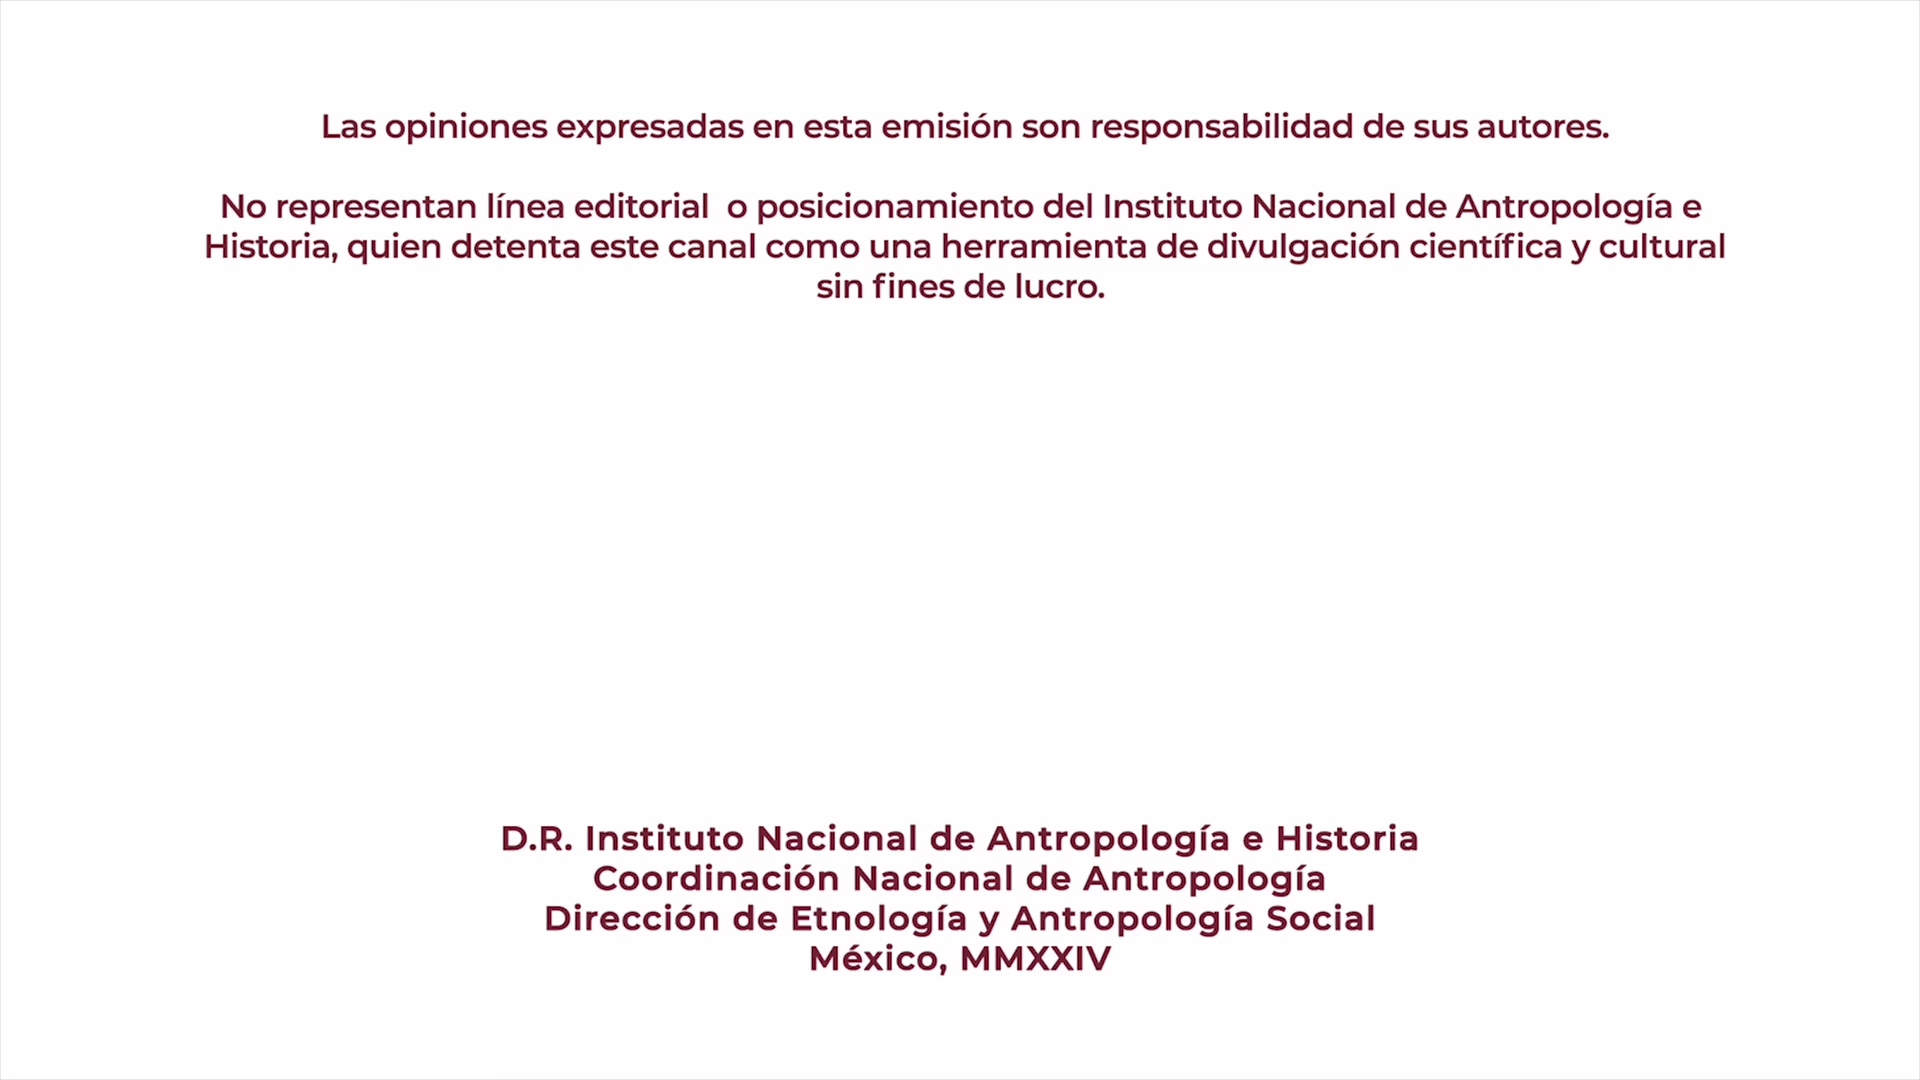 Las opiniones expresadas en esta emisión son responsabilidad de sus autores.
No representan línea editorial  o posicionamiento del Instituto Nacional de Antropología e
Historia, quien detenta este canal como una herramienta de divulgación científica y cultural
sin fines de lucro.
D.R. Instituto Nacional de Antropología e Historia
Coordinación Nacional de Antropología
Dirección de Etnología y Antropología Social
México, MMXXIV